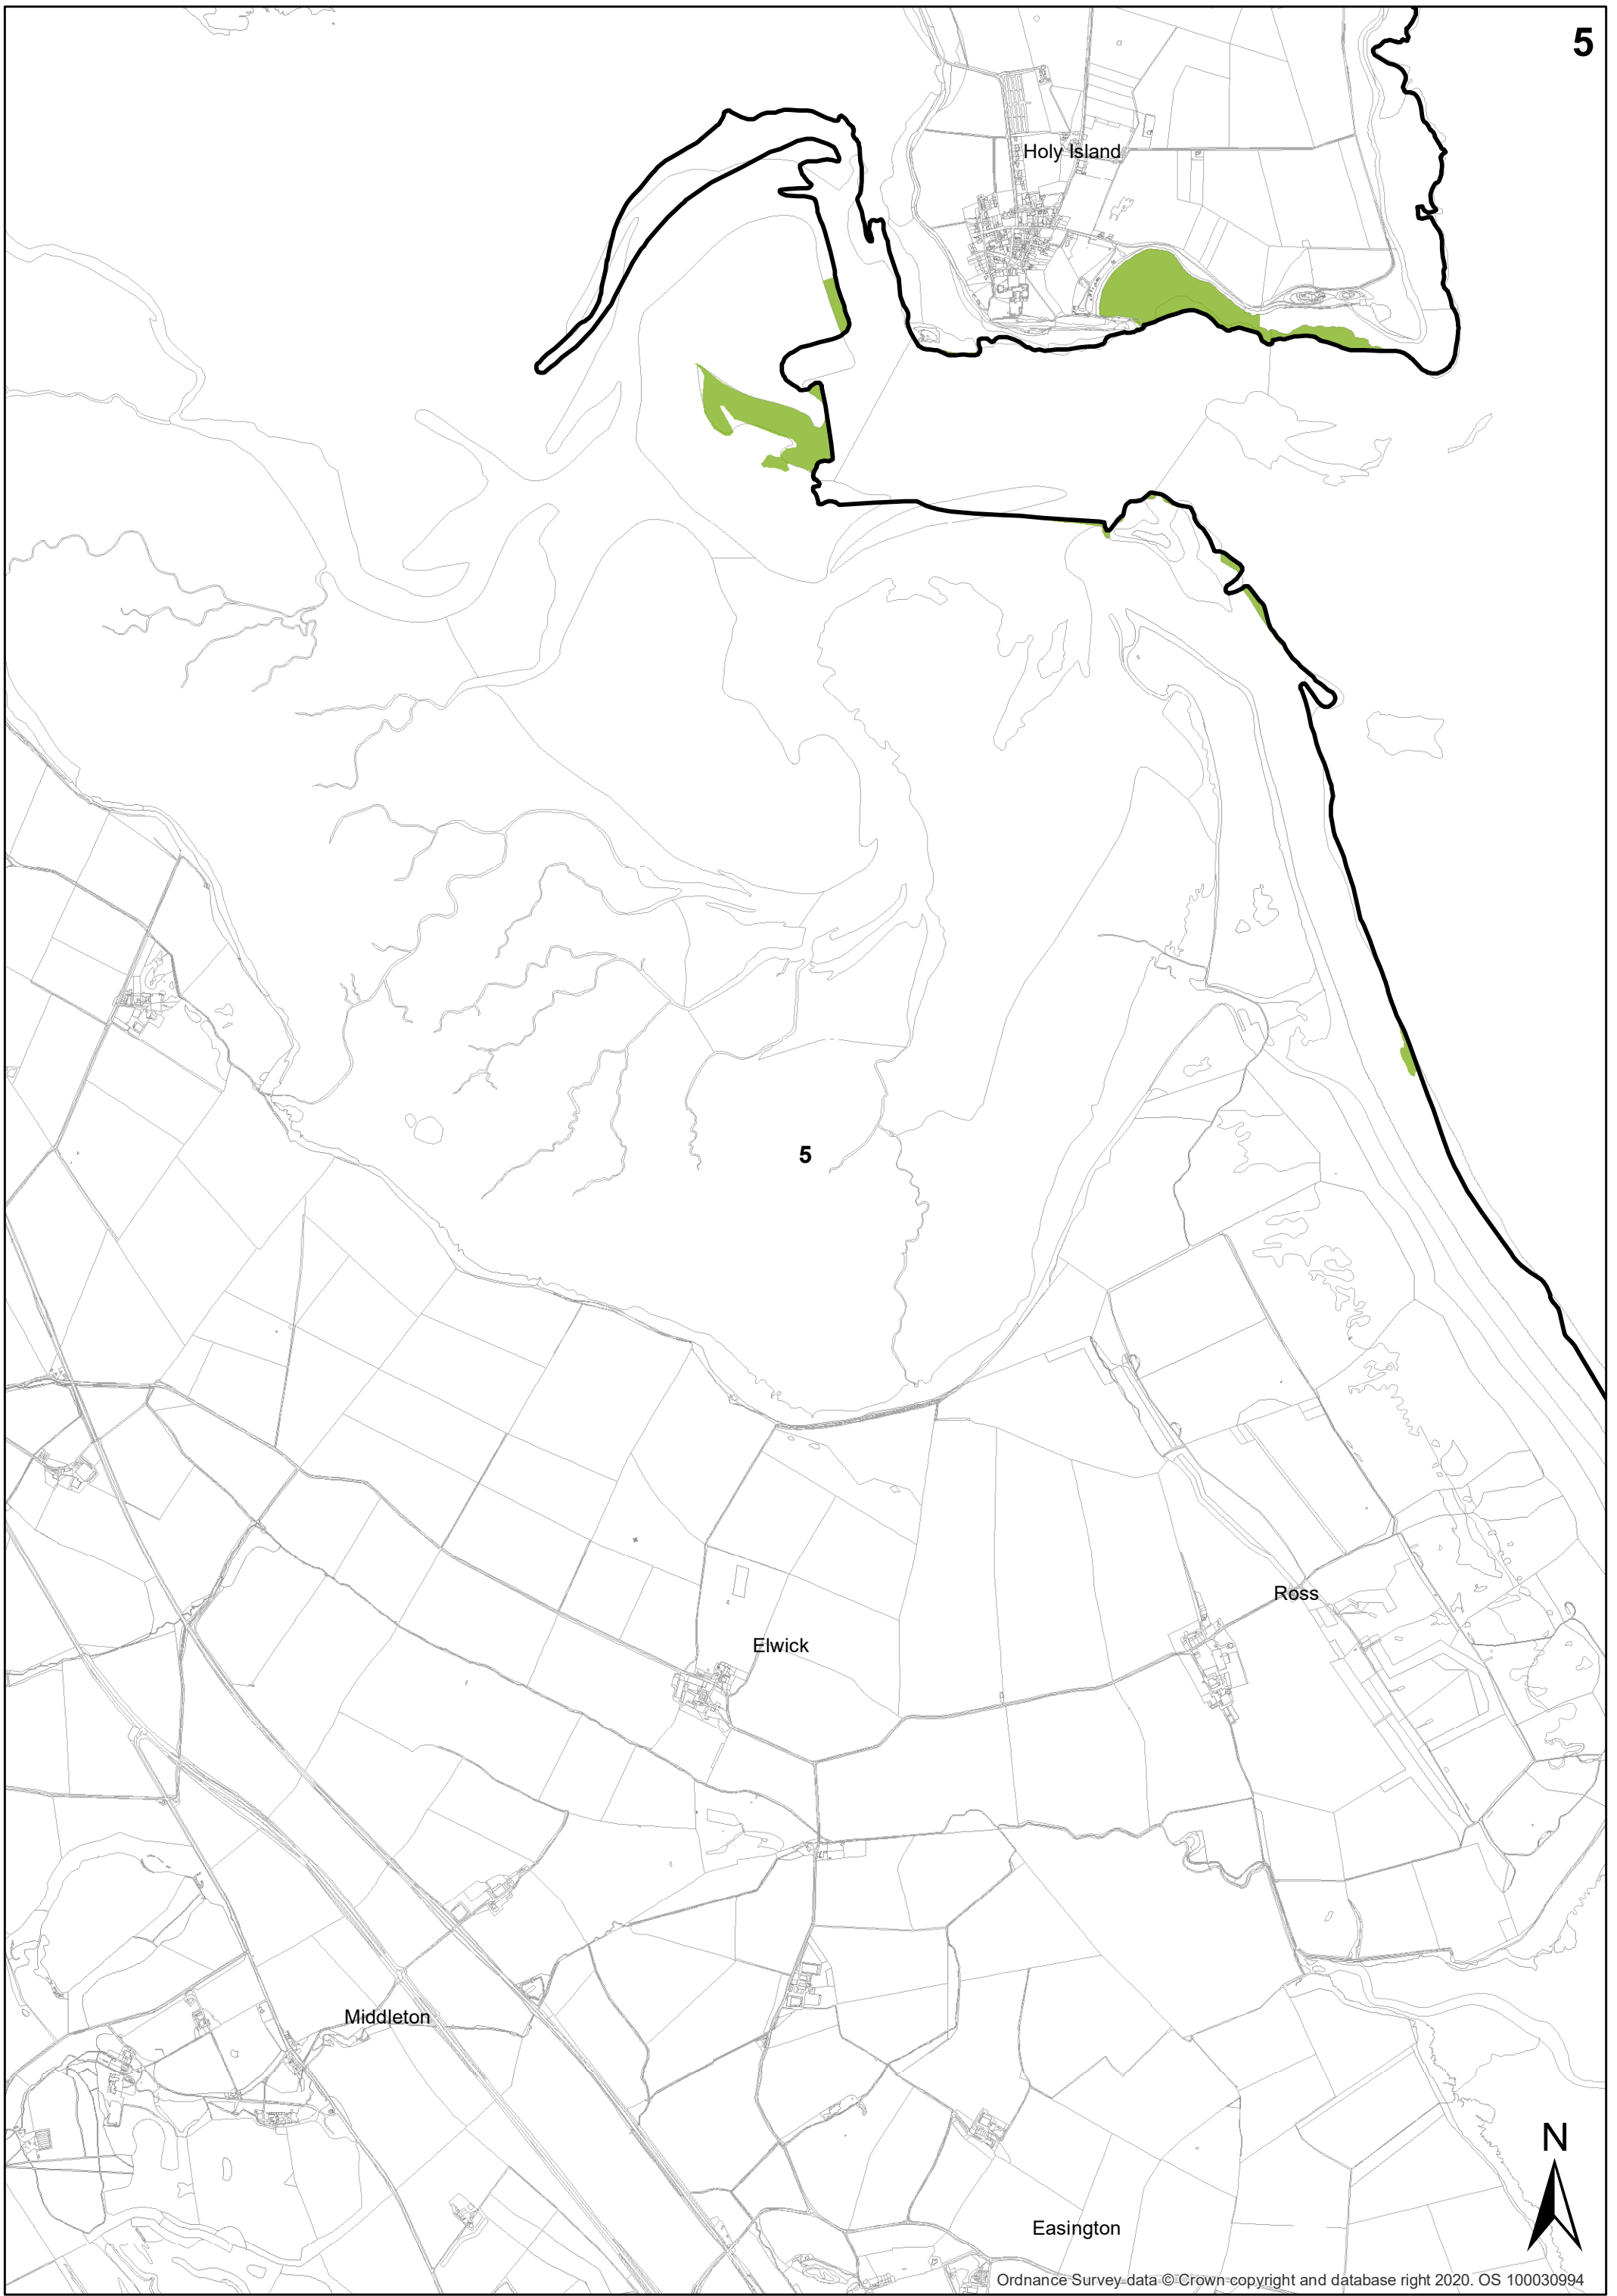 5
Holy Island
5
Ross
Elwick
Middleton
N
Easington
Ordnance Survey data © Crown copyright and database right 2020. OS 100030994